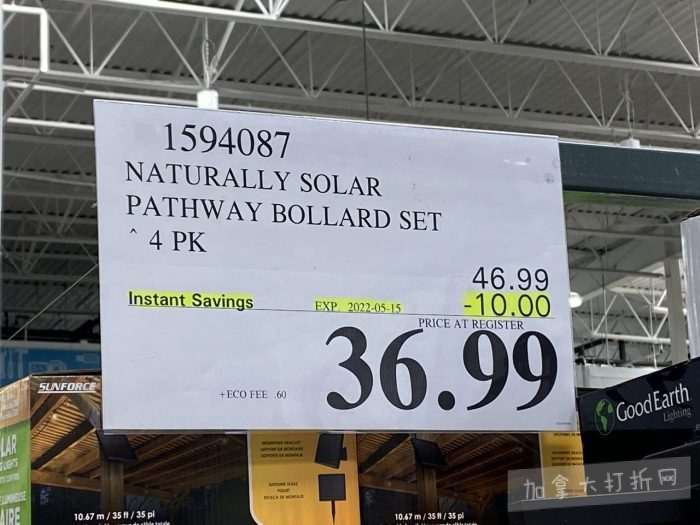 1594087
NATURALLY SOLAR
PATHWAY BOLLARD SET
^ 4 PK
46.99
Instant Savings EXP. 2022-05-15 -10.00
PRICE AT REGISTER
36.99
+ECO FEE .60
SUNFORCE
GoodEarth
Lighting
10.67 m / 35 ft / 35 pi
10.67 m / 35 ft / 35 pi
加拿大打折网